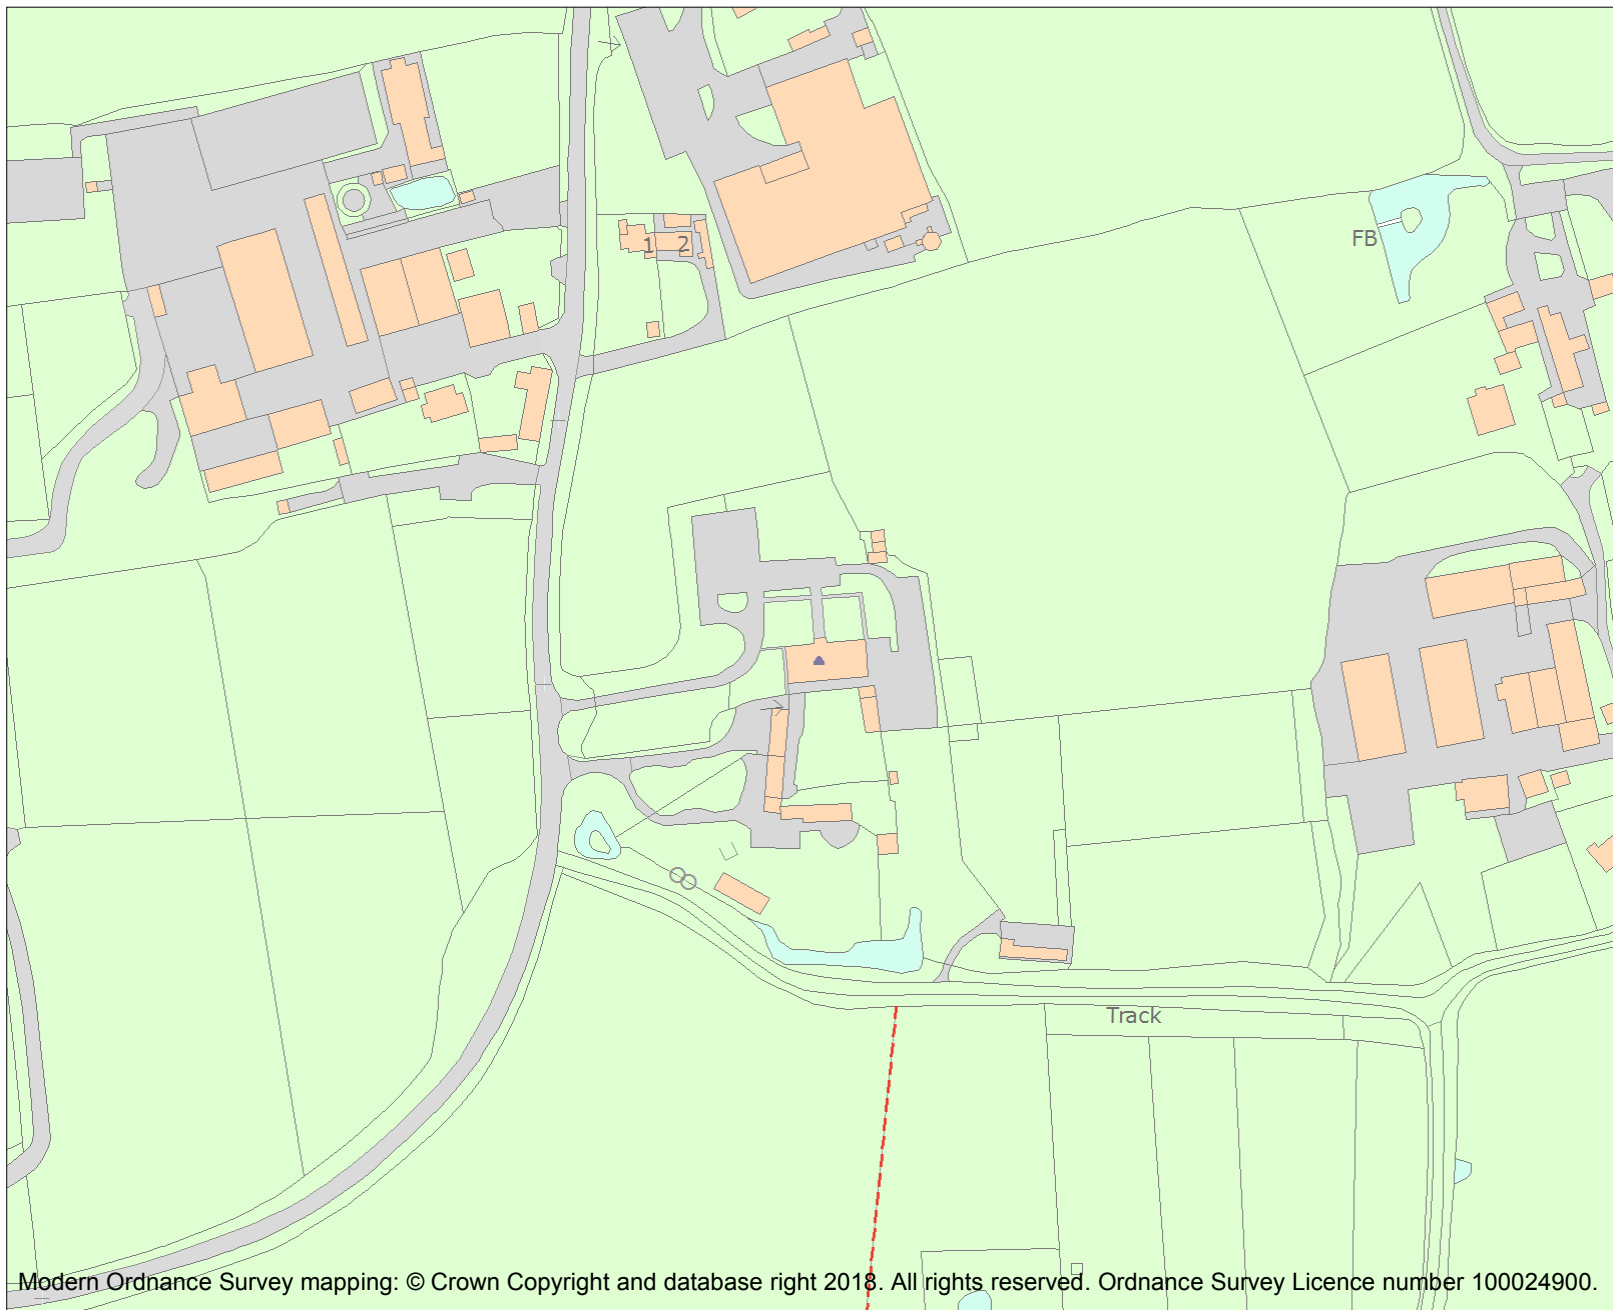 FB
1 2
Track
Modern Ordnance Survey mapping: © Crown Copyright and database right 2018. All rights reserved. Ordnance Survey Licence number 100024900.